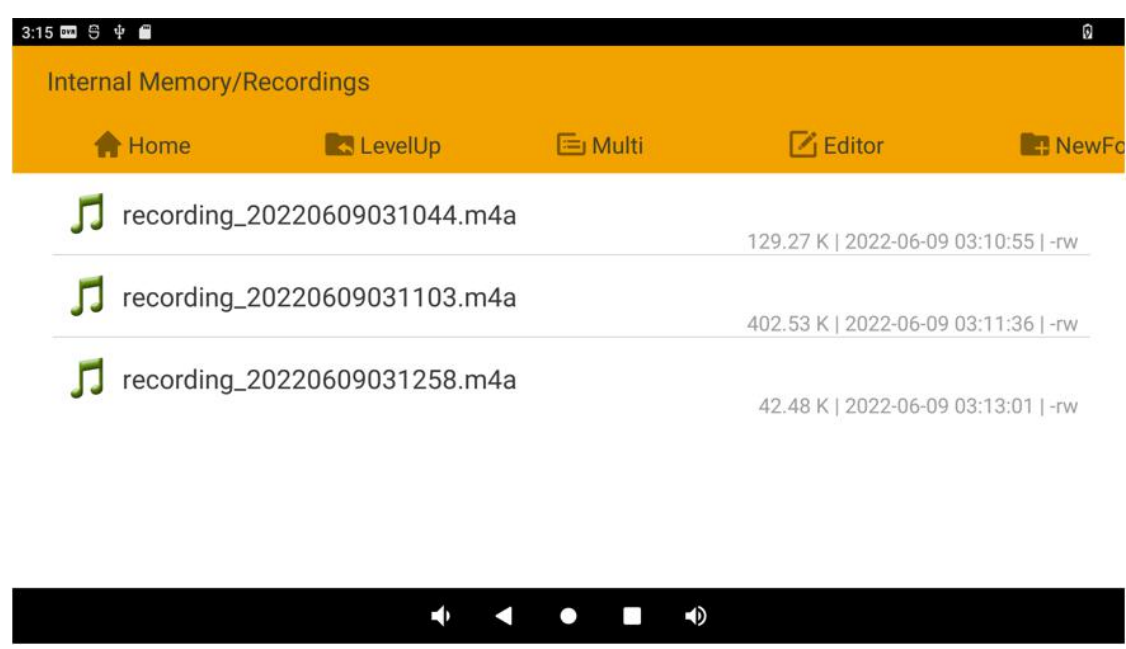 3:15 DVR
Internal Memory/Recordings
Home LevelUp Multi Editor NewFo
recording_20220609031044.m4a
129.27 K | 2022-06-09 03:10:55 | -rw
recording_20220609031103.m4a
402.53 K | 2022-06-09 03:11:36 | -rw
recording_20220609031258.m4a
42.48 K | 2022-06-09 03:13:01 | -rw